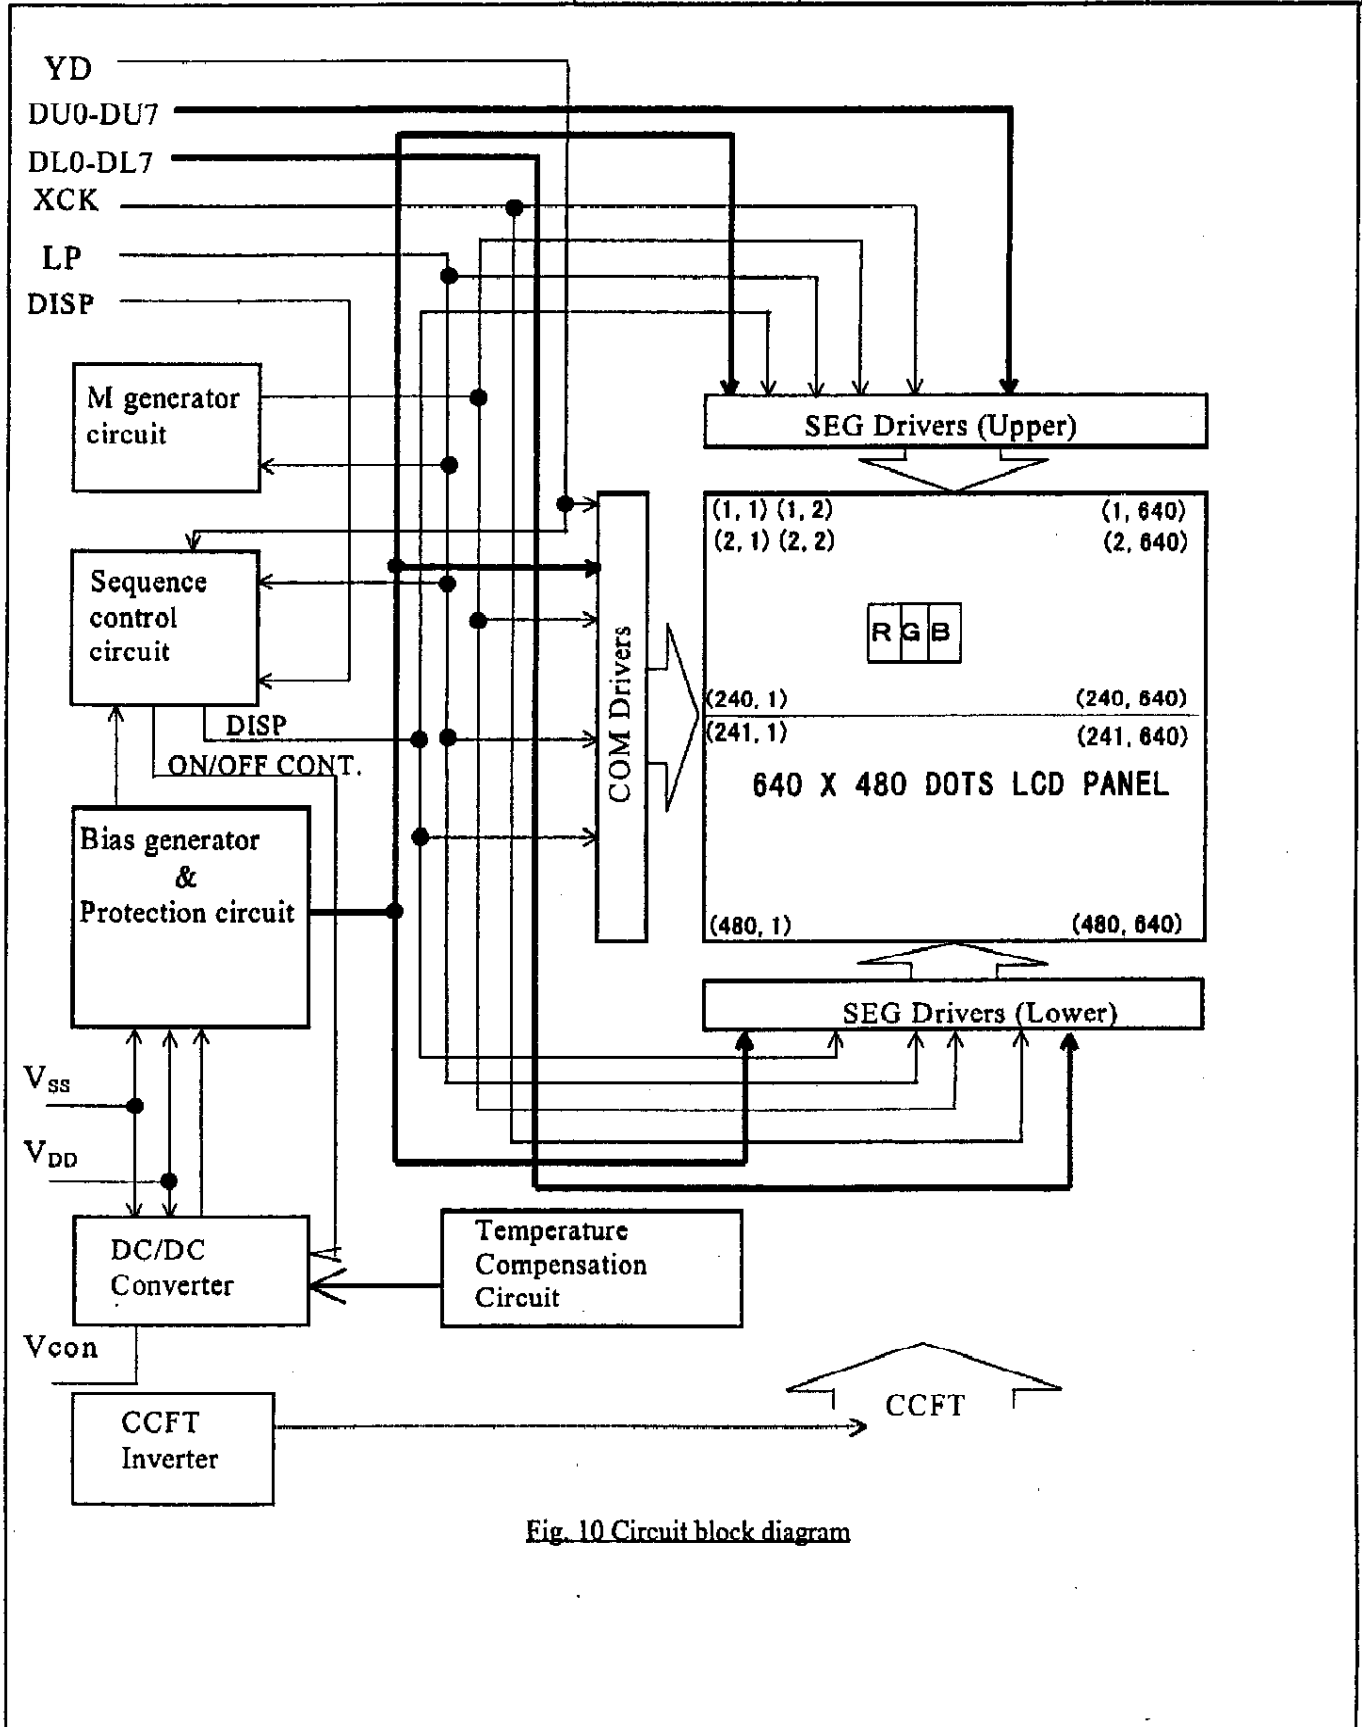 YD
DU0-DU7
DL0-DL7
XCK
LP
DISP
M generator
circuit
SEG Drivers (Upper)
(1, 1) (1, 2) (1, 640)
(2, 1) (2, 2) (2, 640)
Sequence
control
circuit
R G B
COM Drivers
(240, 1) (240, 640)
(241, 1) (241, 640)
DISP
ON/OFF CONT.
640 X 480 DOTS LCD PANEL
Bias generator
&
Protection circuit
(480, 1) (480, 640)
SEG Drivers (Lower)
VSS
VDD
DC/DC
Converter
Temperature
Compensation
Circuit
Vcon
CCFT
CCFT
Inverter
Fig. 10 Circuit block diagram